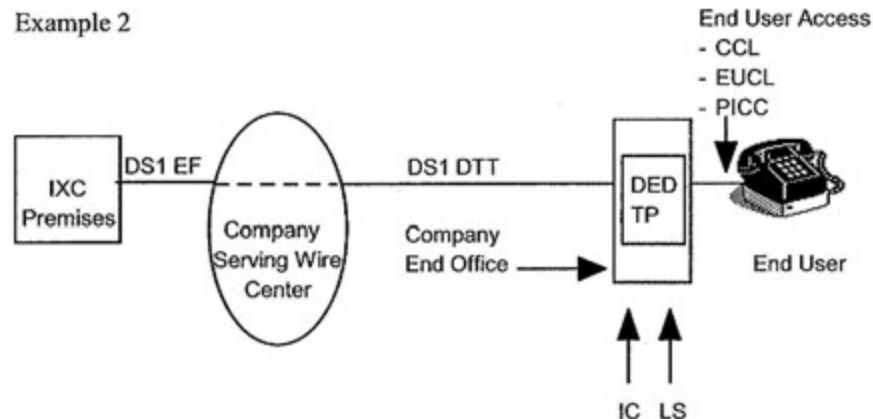 Example 2
End User Access
- CCL
- EUCL
- PICC
DS1 EF
DS1 DTT
IXC
Premises
DED
TP
Company
Serving Wire
Center
Company
End Office
End User
IC
LS